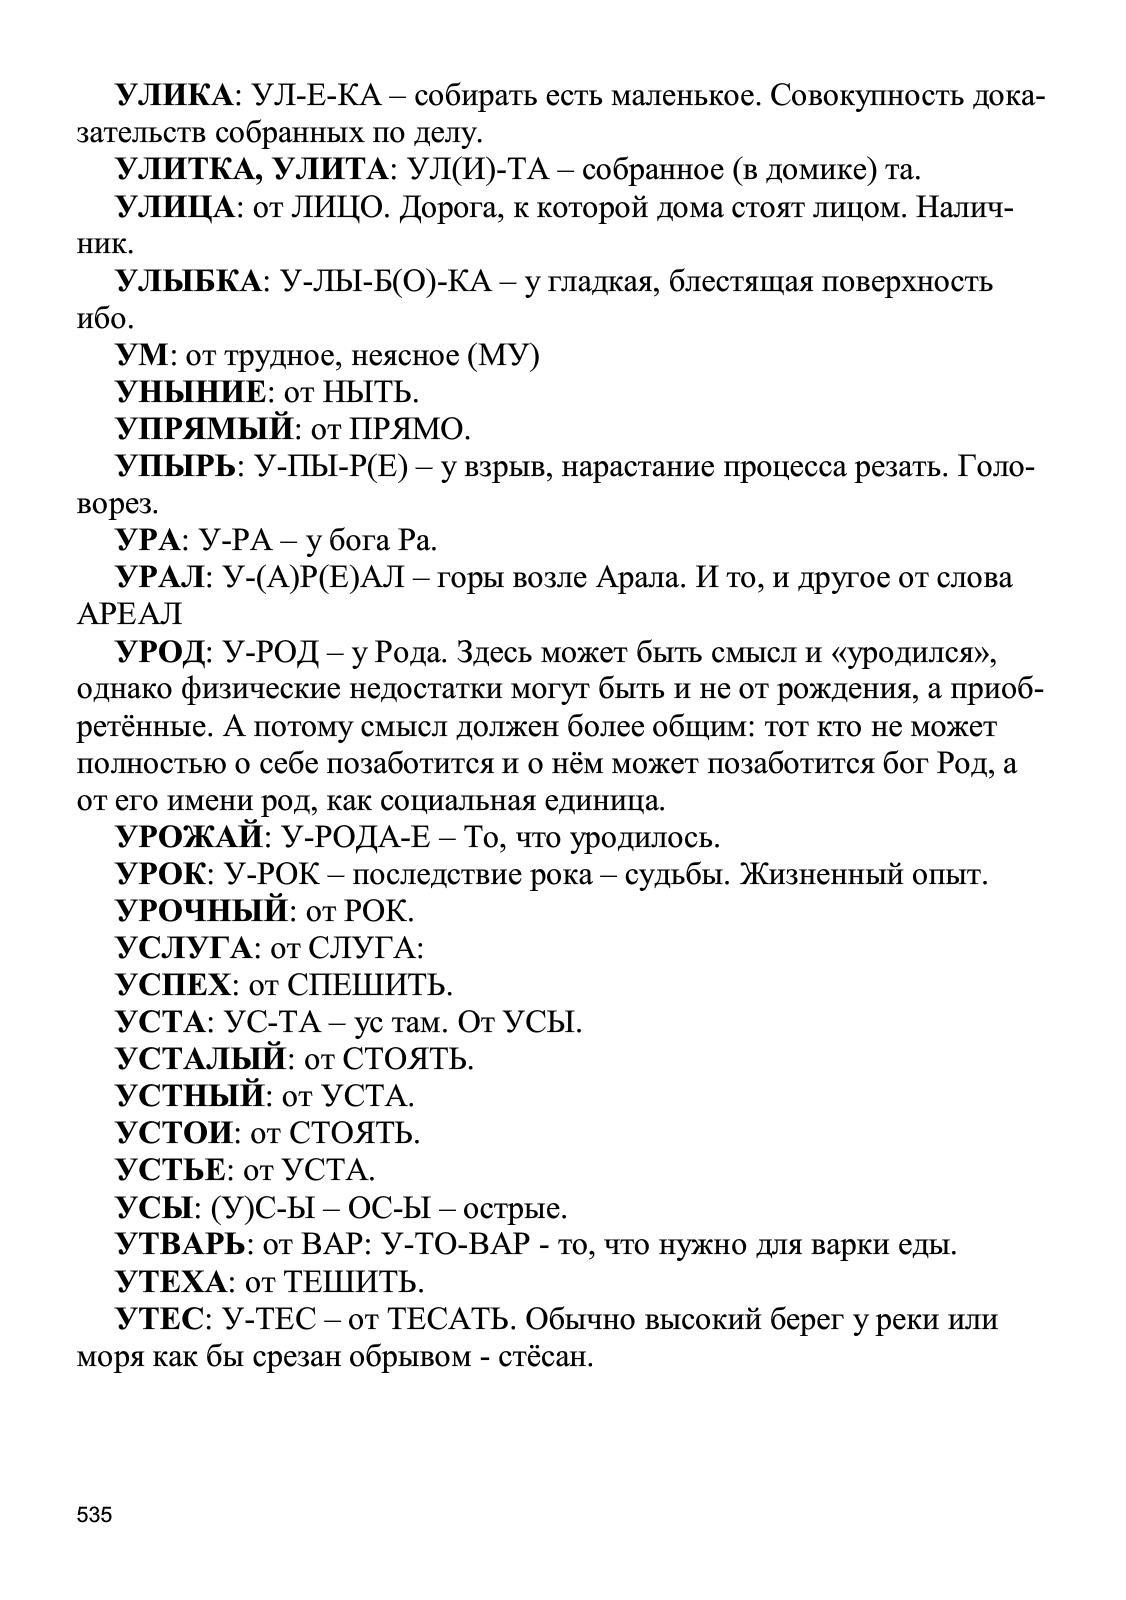 УЛИКА: УЛ-Е-КА – собирать есть маленькое. Совокупность дока-
зательств собранных по делу.
УЛИТКА, УЛИТА: УЛ(И)-ТА – собранное (в домике) та.
УЛИЦА: от ЛИЦО. Дорога, к которой дома стоят лицом. Налич-
ник.
УЛЫБКА: У-ЛЫ-Б(О)-КА – у гладкая, блестящая поверхность
ибо.
УМ: от трудное, неясное (МУ)
УНЫНИЕ: от НЫТЬ.
УПРЯМЫЙ: от ПРЯМО.
УПЫРЬ: У-ПЫ-Р(Е) – у взрыв, нарастание процесса резать. Голо-
ворез.
УРА: У-РА – у бога Ра.
УРАЛ: У-(А)Р(Е)АЛ – горы возле Арала. И то, и другое от слова
АРЕАЛ
УРОД: У-РОД – у Рода. Здесь может быть смысл и «уродился»,
однако физические недостатки могут быть и не от рождения, а приоб-
ретённые. А потому смысл должен более общим: тот кто не может
полностью о себе позаботится и о нём может позаботится бог Род, а
от его имени род, как социальная единица.
УРОЖАЙ: У-РОДА-Е – То, что уродилось.
УРОК: У-РОК – последствие рока – судьбы. Жизненный опыт.
УРОЧНЫЙ: от РОК.
УСЛУГА: от СЛУГА:
УСПЕХ: от СПЕШИТЬ.
УСТА: УС-ТА – ус там. От УСЫ.
УСТАЛЫЙ: от СТОЯТЬ.
УСТНЫЙ: от УСТА.
УСТОИ: от СТОЯТЬ.
УСТЬЕ: от УСТА.
УСЫ: (У)С-Ы – ОС-Ы – острые.
УТВАРЬ: от ВАР: У-ТО-ВАР - то, что нужно для варки еды.
УТЕХА: от ТЕШИТЬ.
УТЕС: У-ТЕС – от ТЕСАТЬ. Обычно высокий берег у реки или
моря как бы срезан обрывом - стёсан.
535